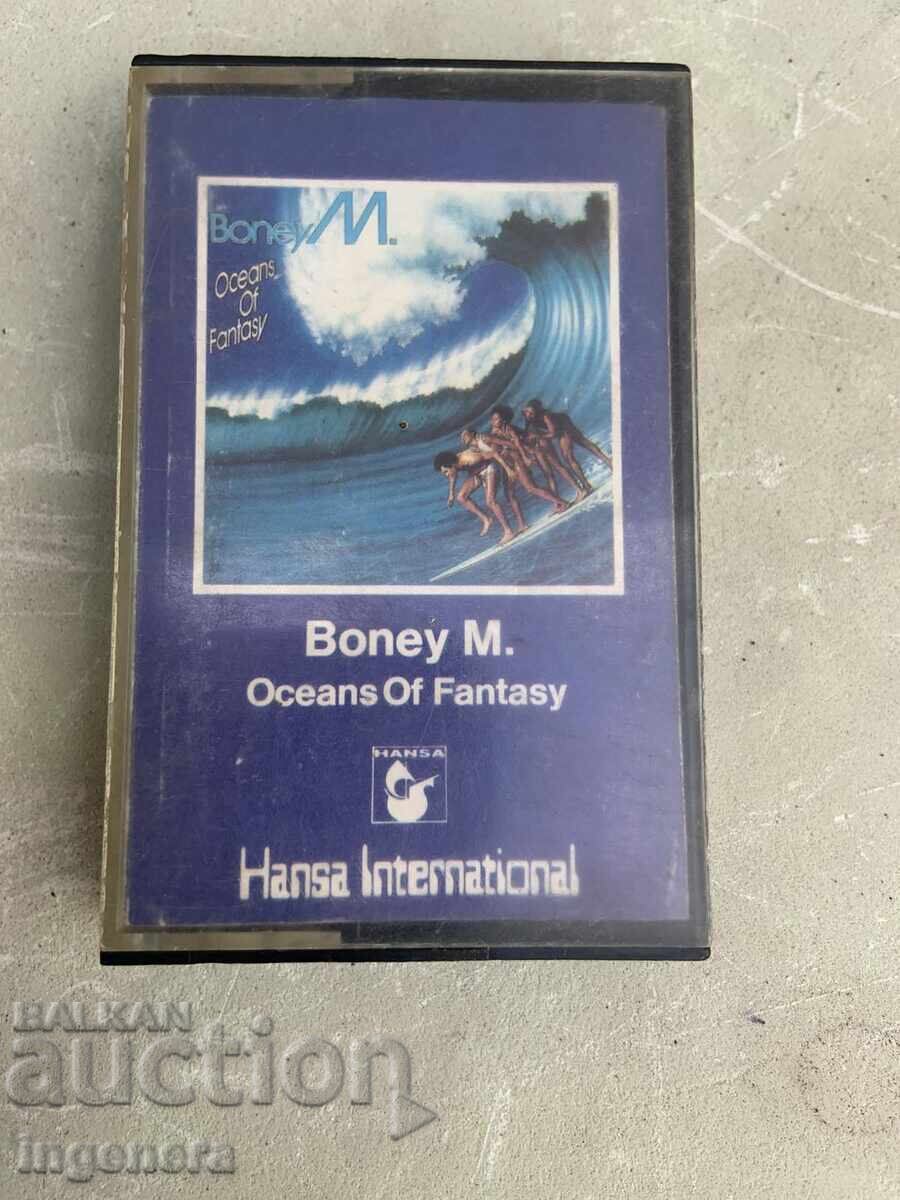 Boney M.
Oceans
Of
Fantasy
Boney M.
Oceans Of Fantasy
HANSA
Hansa International
BALKAN
auction
ingenera